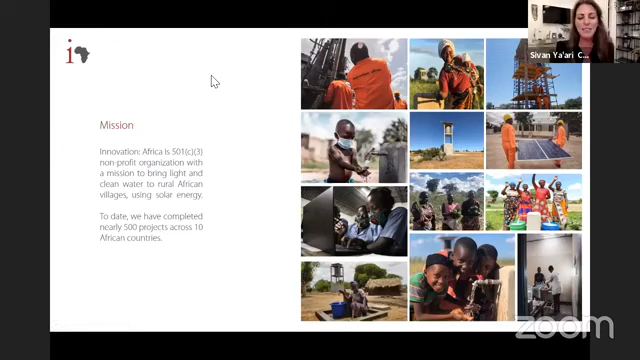 Sivan Ya'ari C...
i
Mission
Innovation: Africa is 501(c)(3)
non-profit organization with
a mission to bring light and
clean water to rural African
villages, using solar energy.
To date, we have completed
nearly 500 projects across 10
African countries.
zoom